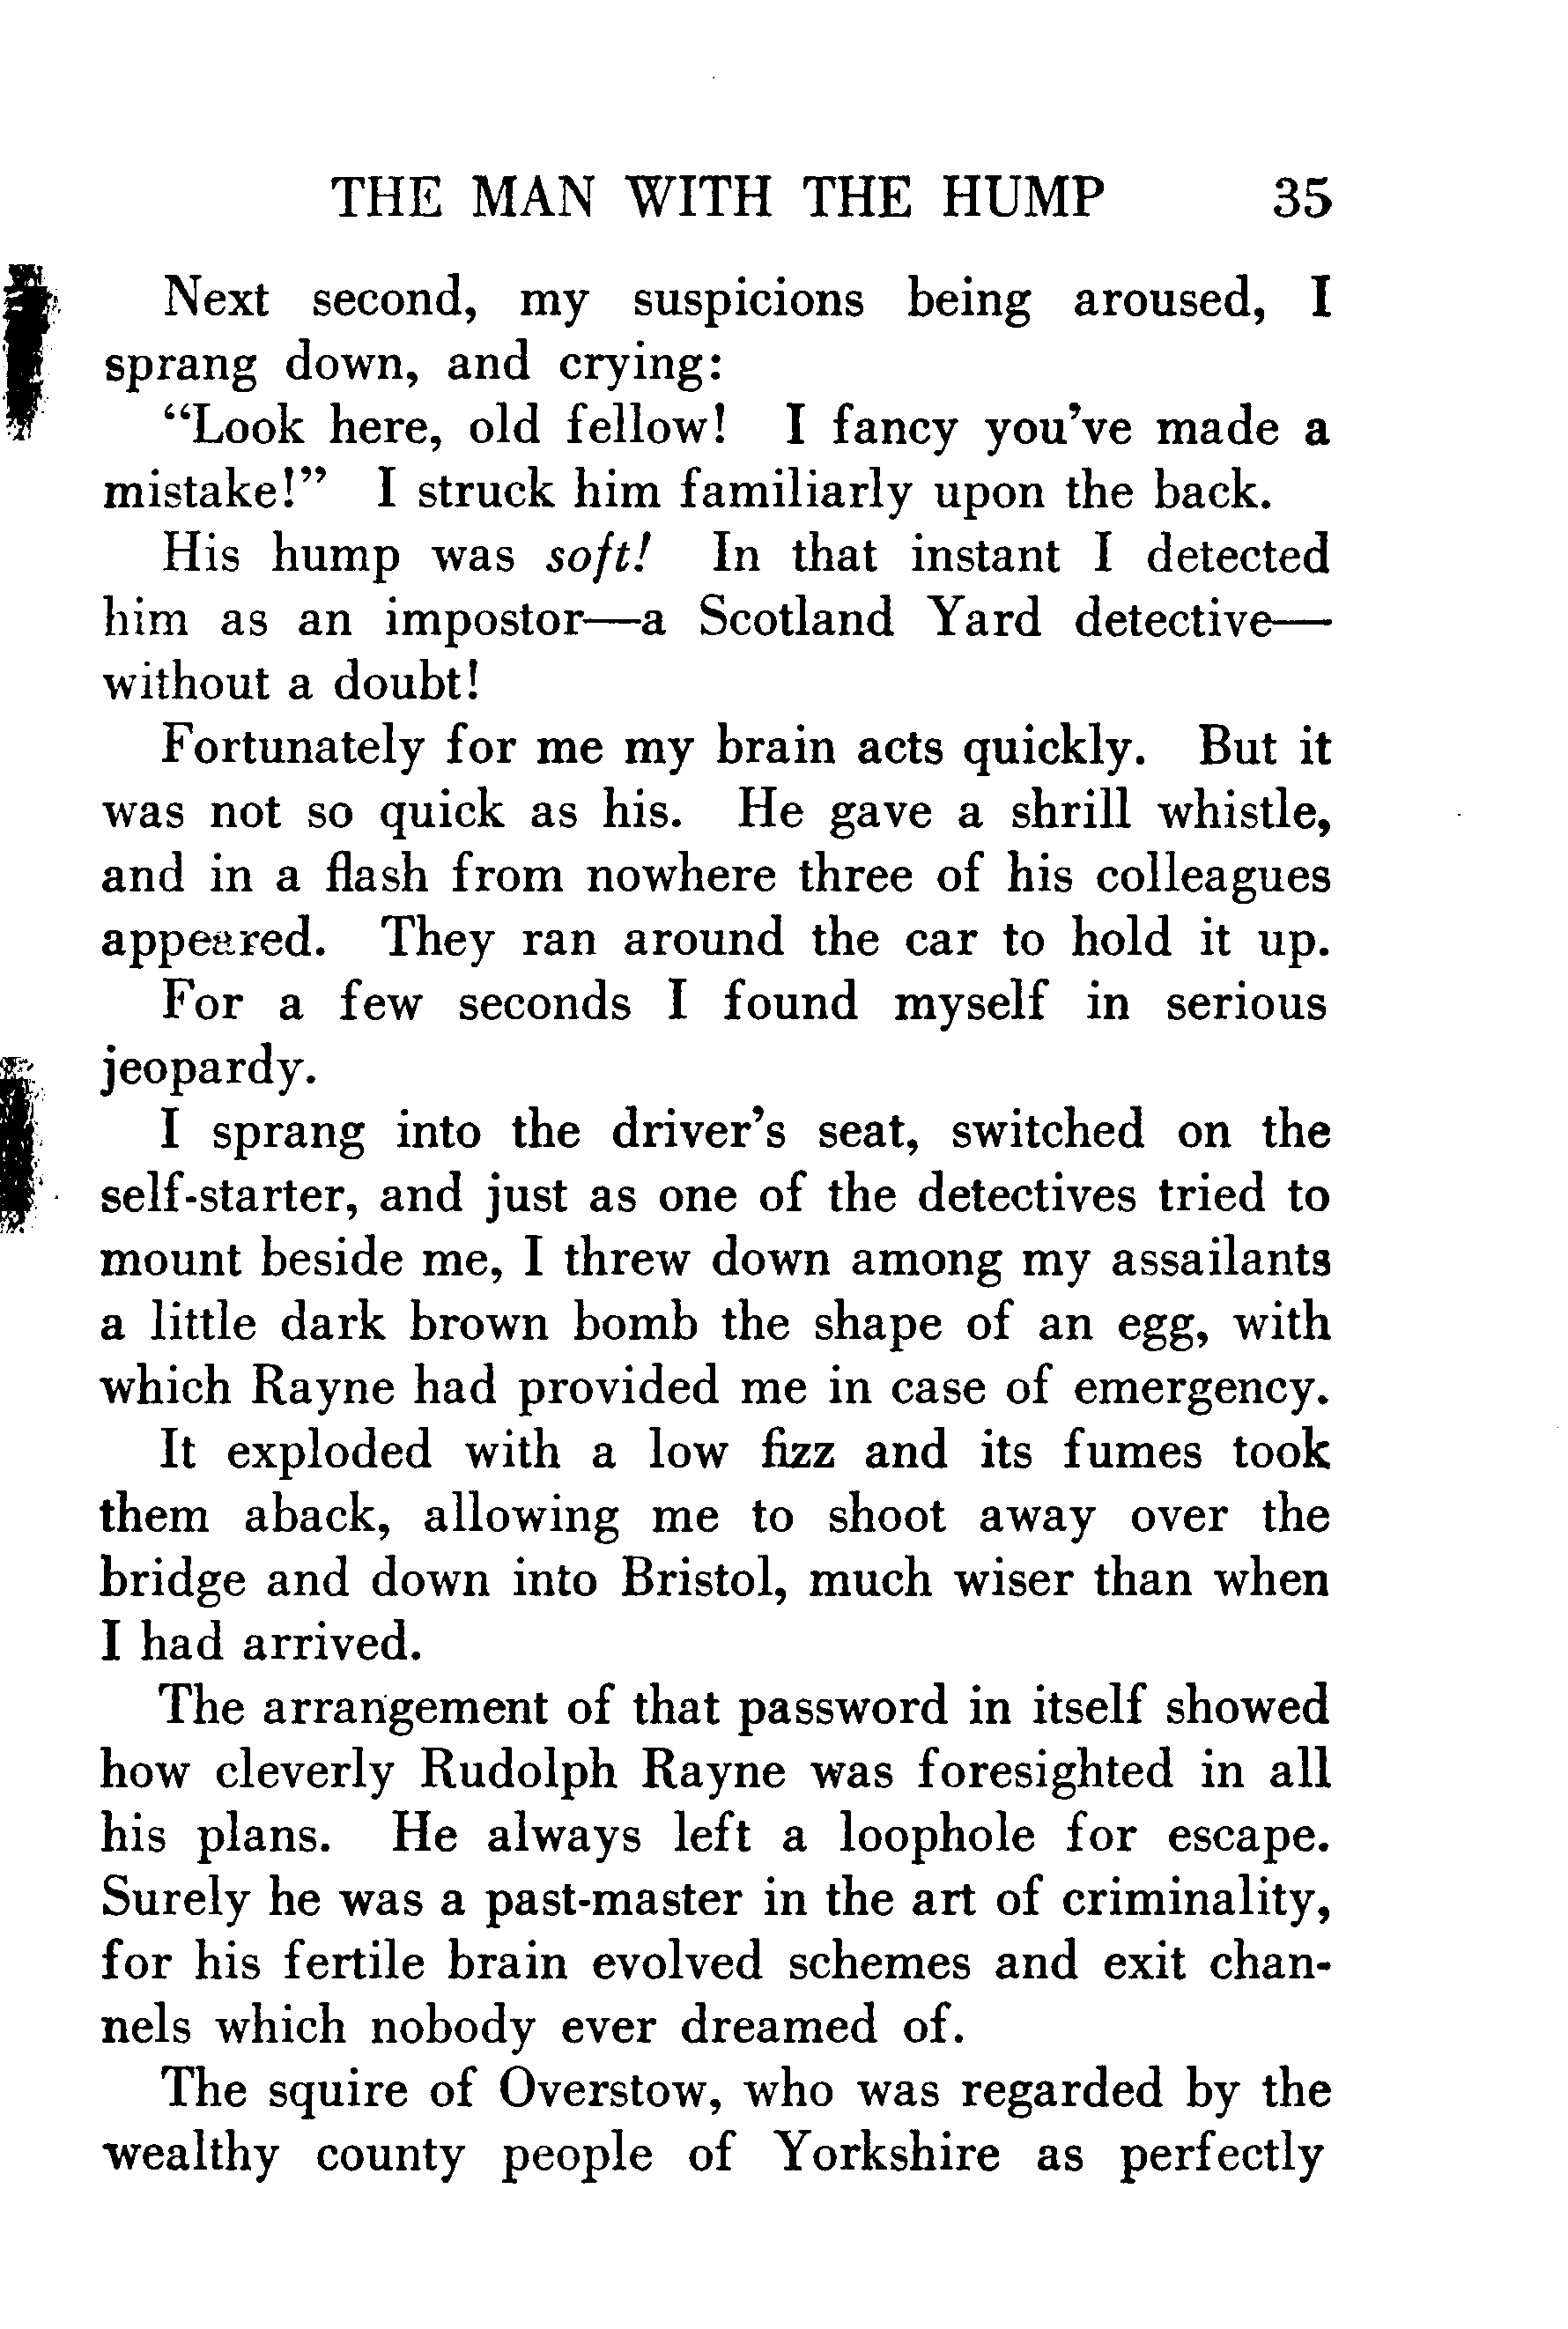 THE MAN WITH THE HUMP 35
Next second, my suspicions being aroused, I
sprang down, and crying:
“Look here, old fellow! I fancy you’ve made a
mistake!” I struck him familiarly upon the back.
His hump was soft! In that instant I detected
him as an impostor—a Scotland Yard detective—
without a doubt!
Fortunately for me my brain acts quickly. But it
was not so quick as his. He gave a shrill whistle,
and in a flash from nowhere three of his colleagues
appeared. They ran around the car to hold it up.
For a few seconds I found myself in serious
jeopardy.
I sprang into the driver’s seat, switched on the
self-starter, and just as one of the detectives tried to
mount beside me, I threw down among my assailants
a little dark brown bomb the shape of an egg, with
which Rayne had provided me in case of emergency.
It exploded with a low fizz and its fumes took
them aback, allowing me to shoot away over the
bridge and down into Bristol, much wiser than when
I had arrived.
The arrangement of that password in itself showed
how cleverly Rudolph Rayne was foresighted in all
his plans. He always left a loophole for escape.
Surely he was a past-master in the art of criminality,
for his fertile brain evolved schemes and exit chan-
nels which nobody ever dreamed of.
The squire of Overstow, who was regarded by the
wealthy county people of Yorkshire as perfectly